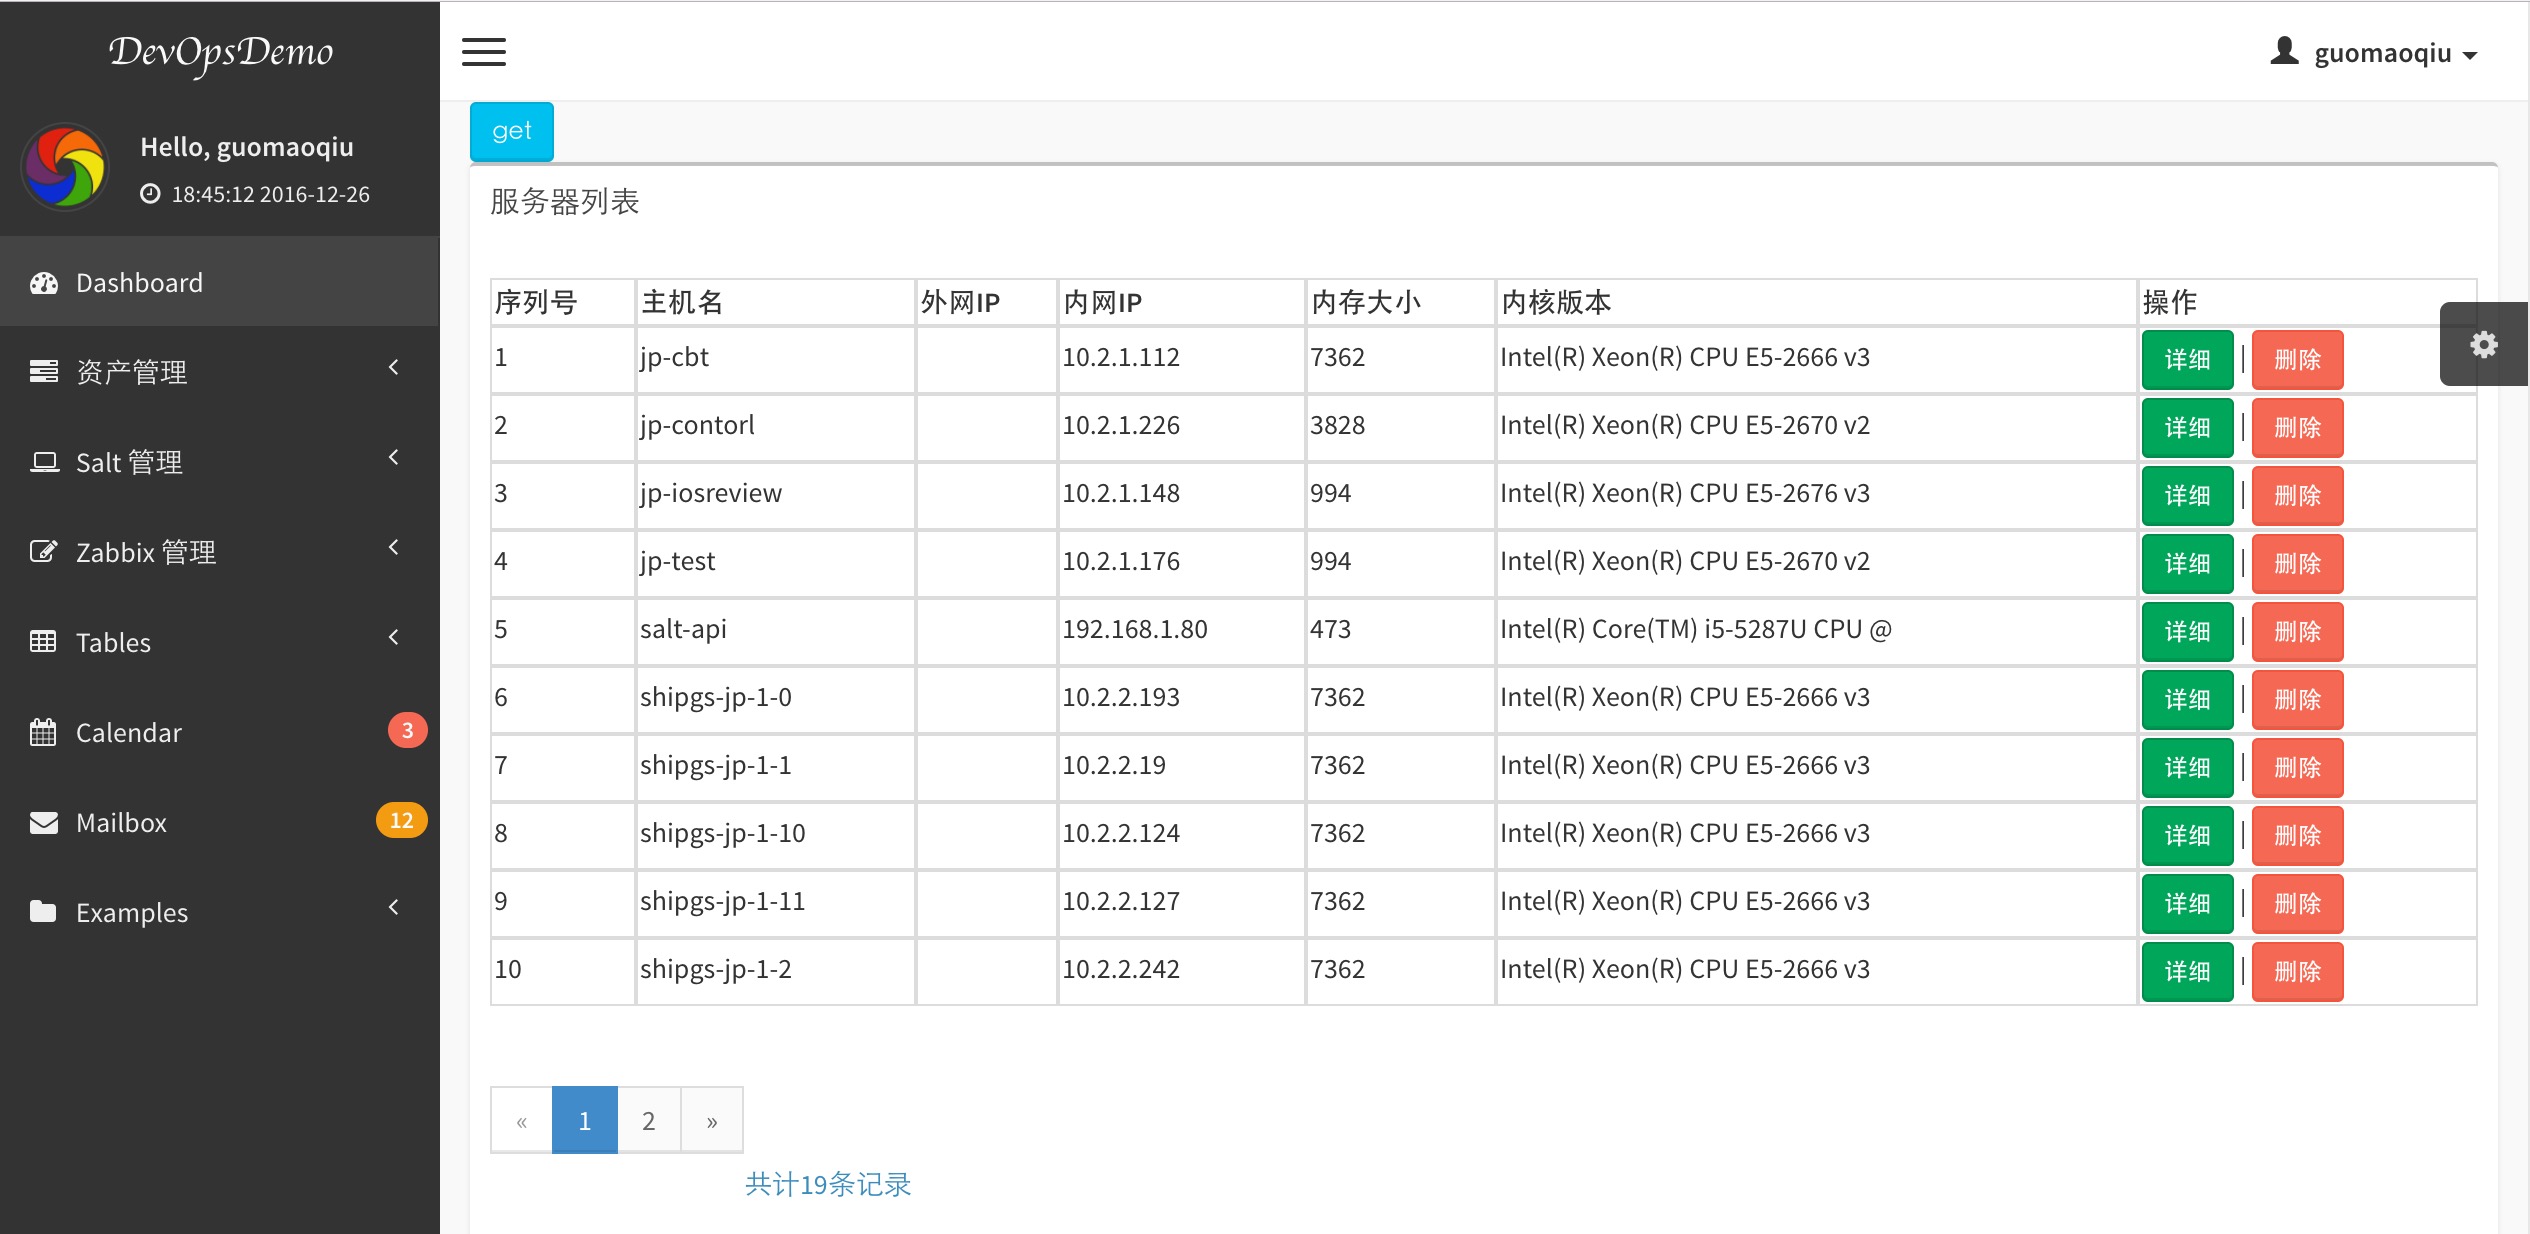 DevOpsDemo
guomaoqiu
Hello, guomaoqiu
18:45:12 2016-12-26
Dashboard
资产管理
Salt 管理
Zabbix 管理
Tables
Calendar 3
Mailbox 12
Examples
get
服务器列表
序列号 主机名 外网IP 内网IP 内存大小 内核版本 操作
1 jp-cbt 10.2.1.112 7362 Intel(R) Xeon(R) CPU E5-2666 v3 详细 | 删除
2 jp-contorl 10.2.1.226 3828 Intel(R) Xeon(R) CPU E5-2670 v2 详细 | 删除
3 jp-iosreview 10.2.1.148 994 Intel(R) Xeon(R) CPU E5-2676 v3 详细 | 删除
4 jp-test 10.2.1.176 994 Intel(R) Xeon(R) CPU E5-2670 v2 详细 | 删除
5 salt-api 192.168.1.80 473 Intel(R) Core(TM) i5-5287U CPU @ 详细 | 删除
6 shipgs-jp-1-0 10.2.2.193 7362 Intel(R) Xeon(R) CPU E5-2666 v3 详细 | 删除
7 shipgs-jp-1-1 10.2.2.19 7362 Intel(R) Xeon(R) CPU E5-2666 v3 详细 | 删除
8 shipgs-jp-1-10 10.2.2.124 7362 Intel(R) Xeon(R) CPU E5-2666 v3 详细 | 删除
9 shipgs-jp-1-11 10.2.2.127 7362 Intel(R) Xeon(R) CPU E5-2666 v3 详细 | 删除
10 shipgs-jp-1-2 10.2.2.242 7362 Intel(R) Xeon(R) CPU E5-2666 v3 详细 | 删除
« 1 2 »
共计19条记录